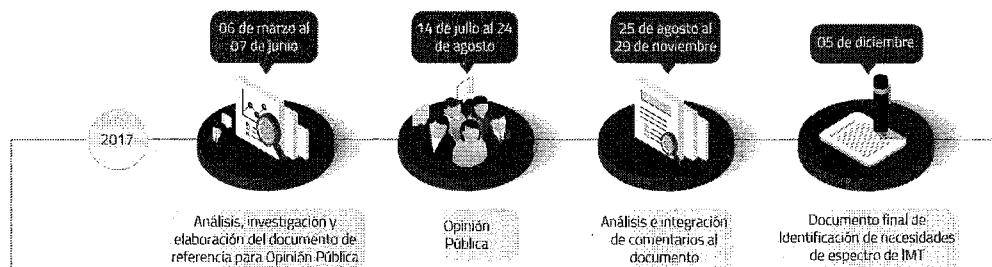 06 de marzo al
07 de junio
14 de julio al 24
de agosto
25 de agosto al
29 de noviembre
05 de diciembre
2017
Análisis, investigación y
elaboración del documento de
referencia para Opinión Pública
Opinión
Pública
Análisis e integración
de comentarios al
documento
Documento final de
Identificación de necesidades
de espectro de IMT